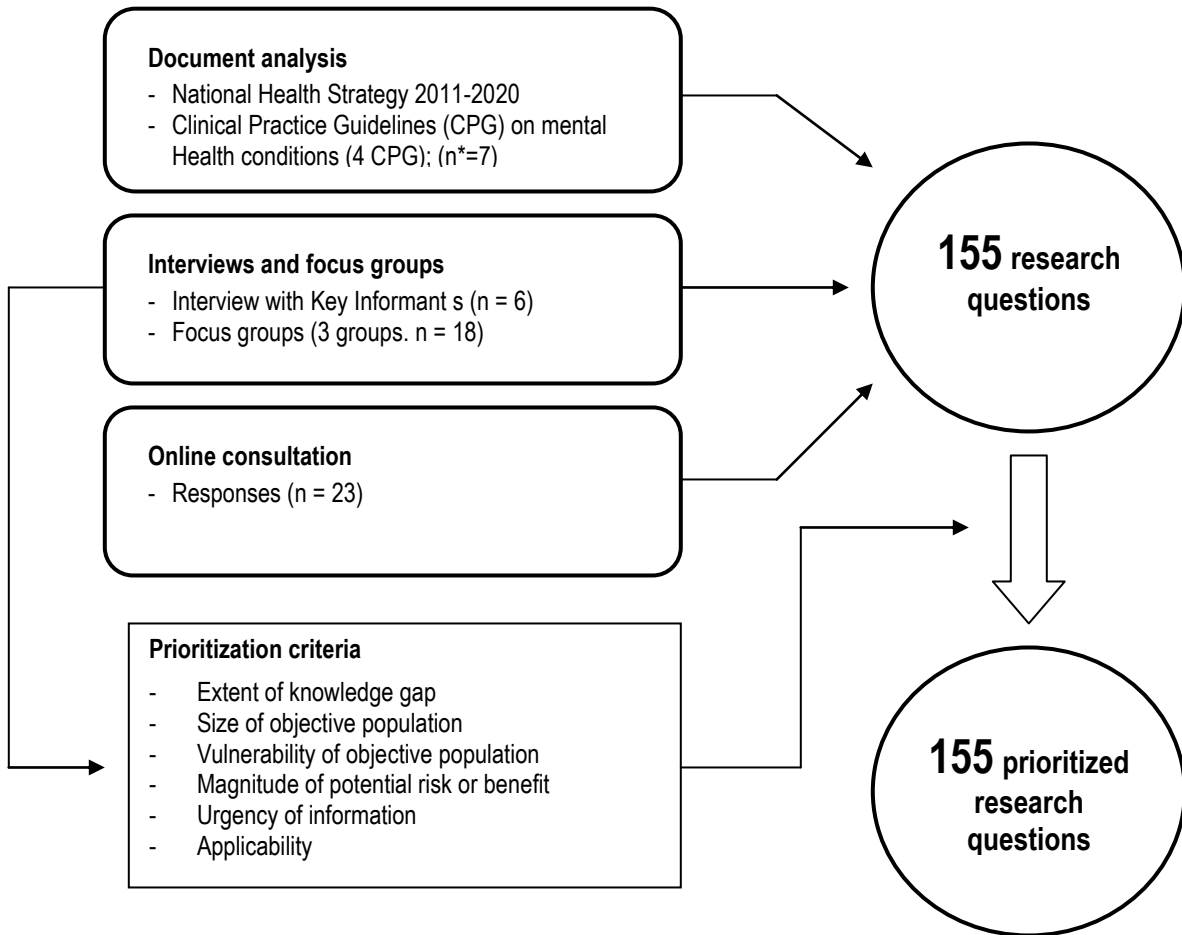 Document analysis
- National Health Strategy 2011-2020
- Clinical Practice Guidelines (CPG) on mental
Health conditions (4 CPG); (n*=7)
Interviews and focus groups
- Interview with Key Informant s (n = 6)
- Focus groups (3 groups. n = 18)
Online consultation
- Responses (n = 23)
Prioritization criteria
- Extent of knowledge gap
- Size of objective population
- Vulnerability of objective population
- Magnitude of potential risk or benefit
- Urgency of information
- Applicability
155 research
questions
155 prioritized
research
questions